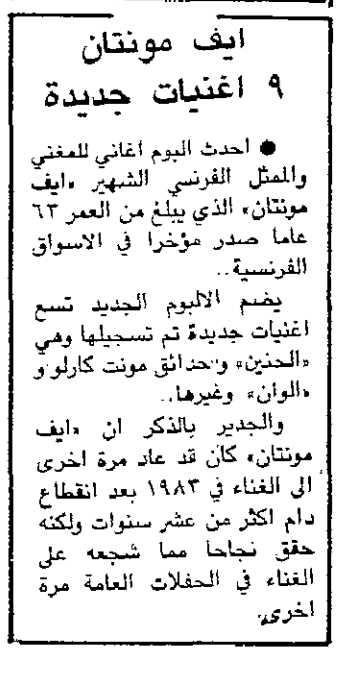 ايف مونتان
٩ اغنيات جديدة
● احدث البوم اغاني للمغني
والممثل الفرنسي الشهير «ايف
مونتان» الذي يبلغ من العمر ٦٣
عاما صدر مؤخرا في الاسواق
الفرنسية..
يضم الالبوم الجديد تسع
اغنيات جديدة تم تسجيلها وهي
«الحنين» و«حدائق مونت كارلو و
«الوان» وغيرها..
والجدير بالذكر ان «ايف
مونتان» كان قد عاد مرة اخرى
الى الغناء في ١٩٨٣ بعد انقطاع
دام اكثر من عشر سنوات ولكنه
حقق نجاحا مما شجعه على
الغناء في الحفلات العامة مرة
اخرى.